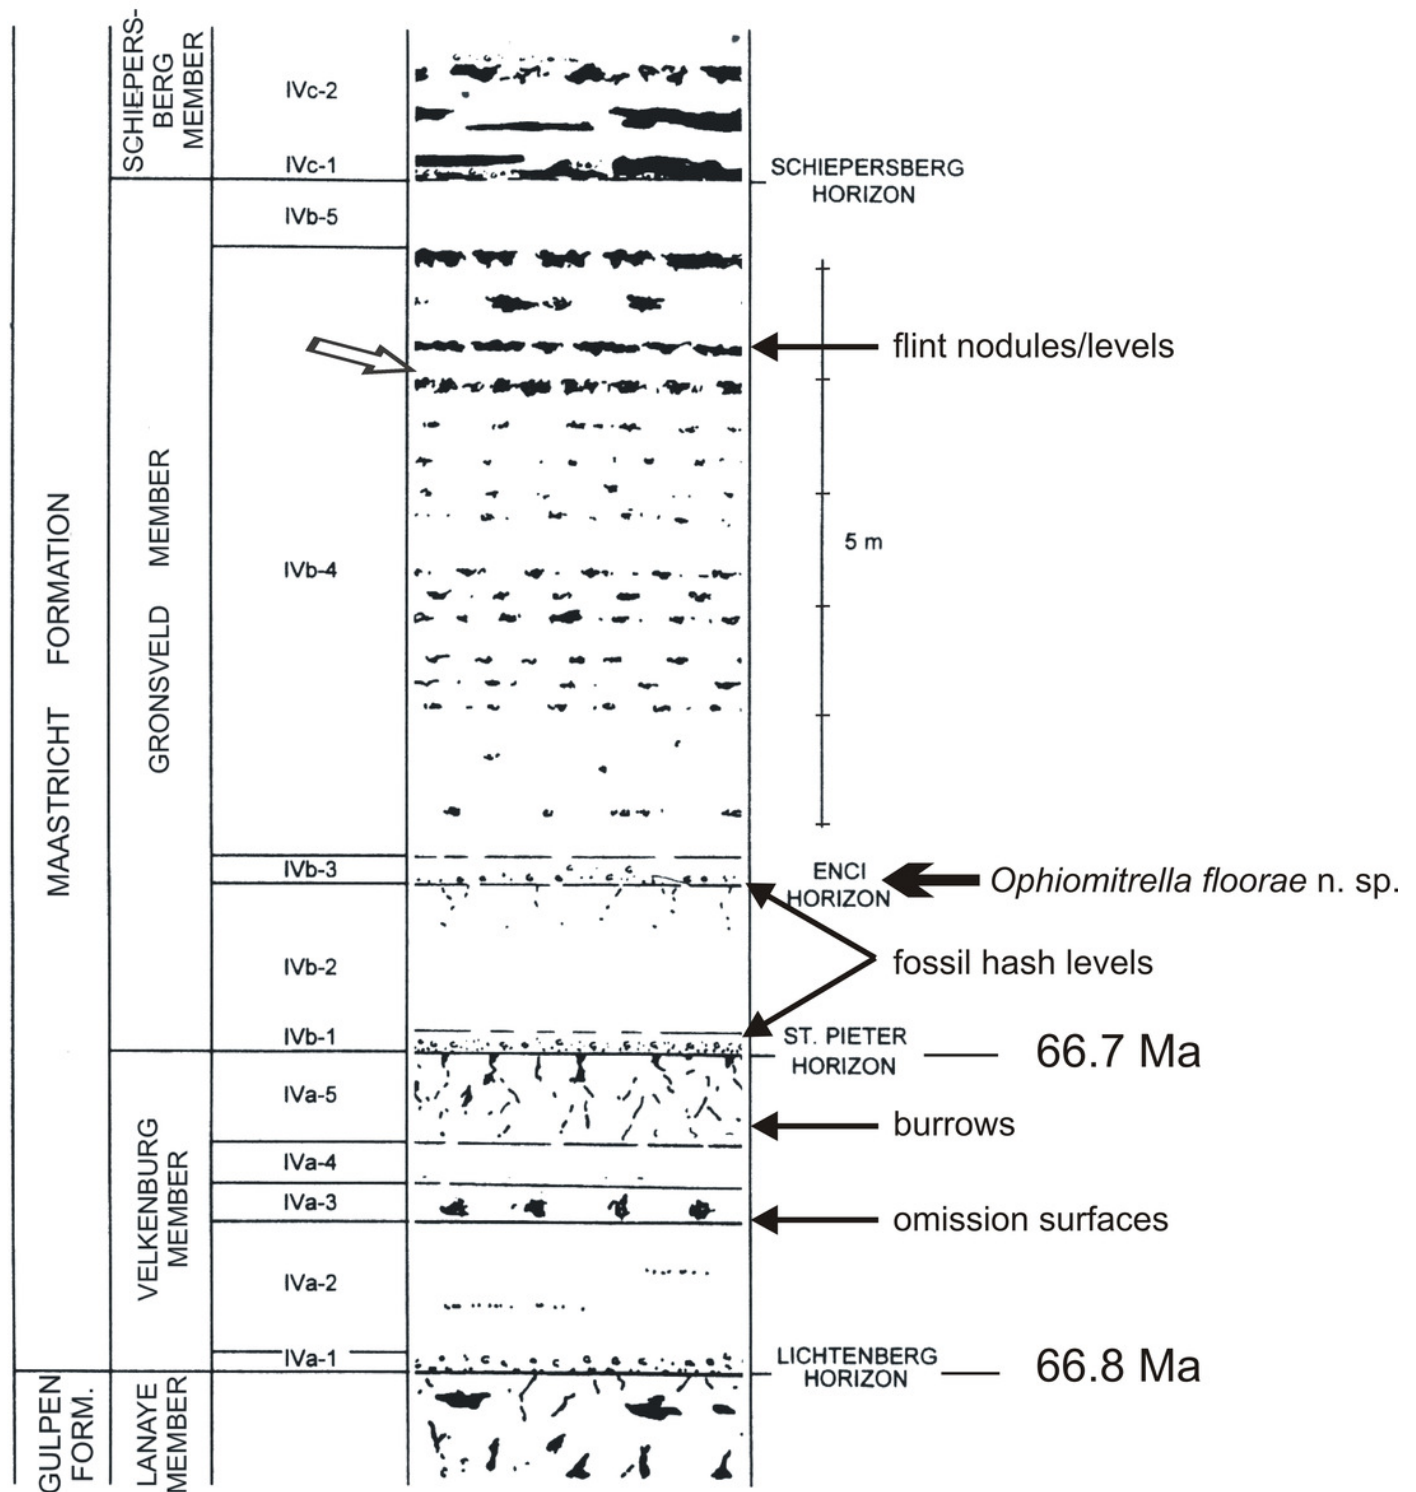 SCHIEPERS-
BERG
MEMBER
IVc-2
IVc-1
SCHIEPERSBERG
HORIZON
IVb-5
flint nodules/levels
MAASTRICHT FORMATION
GRONSVELD MEMBER
IVb-4
5 m
IVb-3
ENCI
HORIZON
Ophiomitrella floorae n. sp.
IVb-2
fossil hash levels
IVb-1
ST. PIETER
HORIZON
66.7 Ma
VELKENBURG
MEMBER
IVa-5
burrows
IVa-4
IVa-3
omission surfaces
IVa-2
IVa-1
LICHTENBERG
HORIZON
66.8 Ma
GULPEN
FORM.
LANAYE
MEMBER